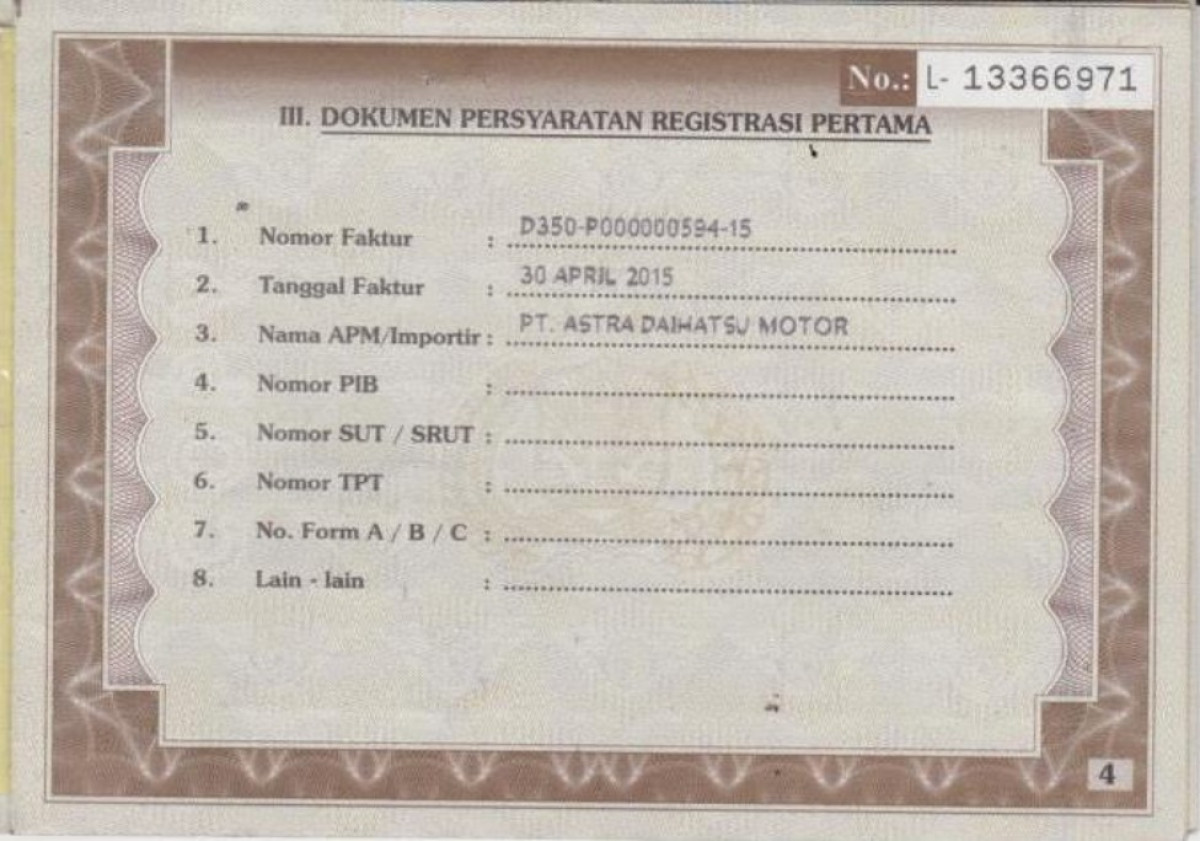 No.: L- 13366971
III. DOKUMEN PERSYARATAN REGISTRASI PERTAMA
1. Nomor Faktur : D350-P000000594-15
2. Tanggal Faktur : 30 APRIL 2015
3. Nama APM/Importir : PT. ASTRA DAIHATSU MOTOR
4. Nomor PIB :
5. Nomor SUT / SRUT :
6. Nomor TPT :
7. No. Form A / B / C :
8. Lain - lain :
4